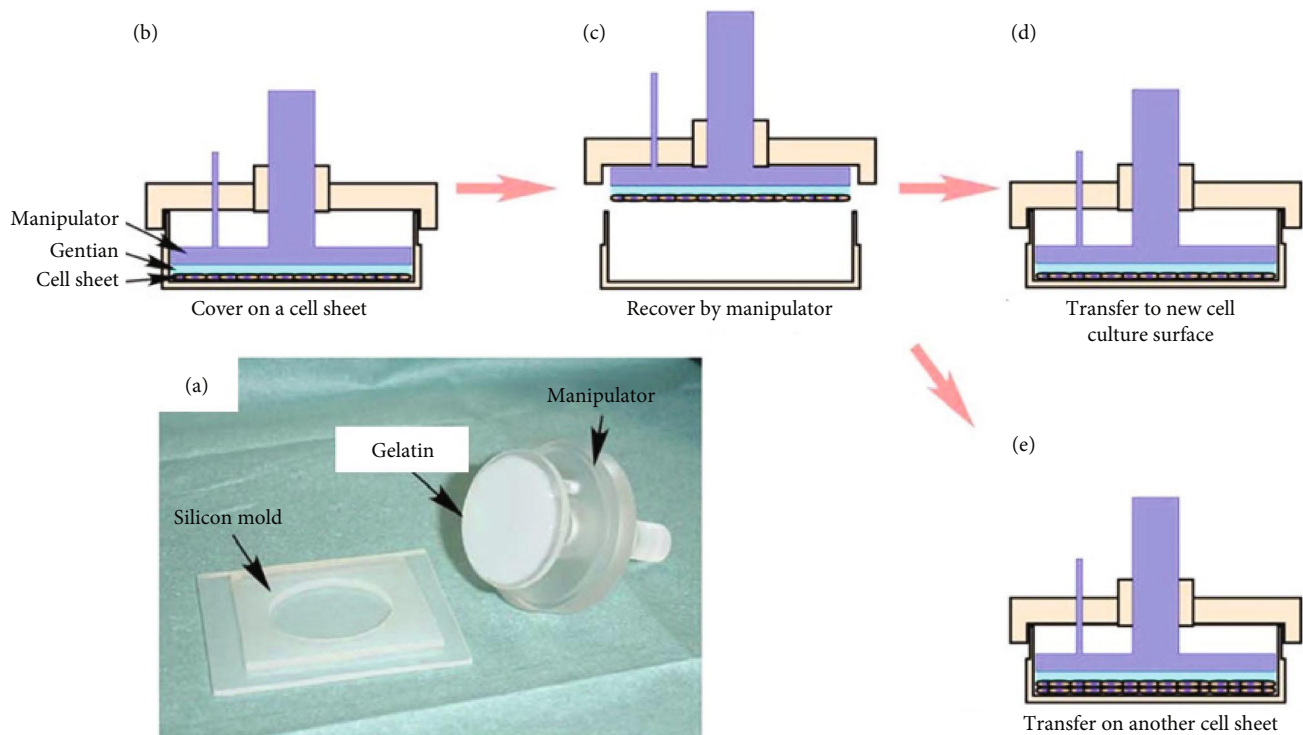 (b)
(c)
(d)
Manipulator
Gentian
Cell sheet
Cover on a cell sheet
Recover by manipulator
Transfer to new cell
culture surface
(a)
Manipulator
Gelatin
Silicon mold
(e)
Transfer on another cell sheet